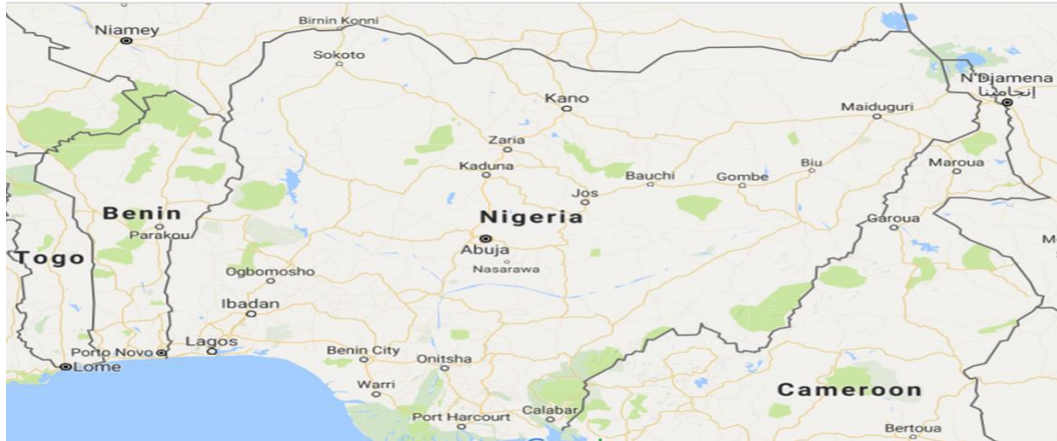 Niamey
Birnin Konni
Sokoto
N'Djamena
إنجامينا
Kano
Maiduguri
Zaria
Kaduna
Biu
Maroua
Bauchi
Gombe
Jos
Benin
Nigeria
Garoua
Parakou
Abuja
Togo
Nasarawa
Ogbomosho
Ibadan
Lagos
Porto Novo
Benin City
Onitsha
Lome
Warri
Cameroon
Calabar
Port Harcourt
Bertoua